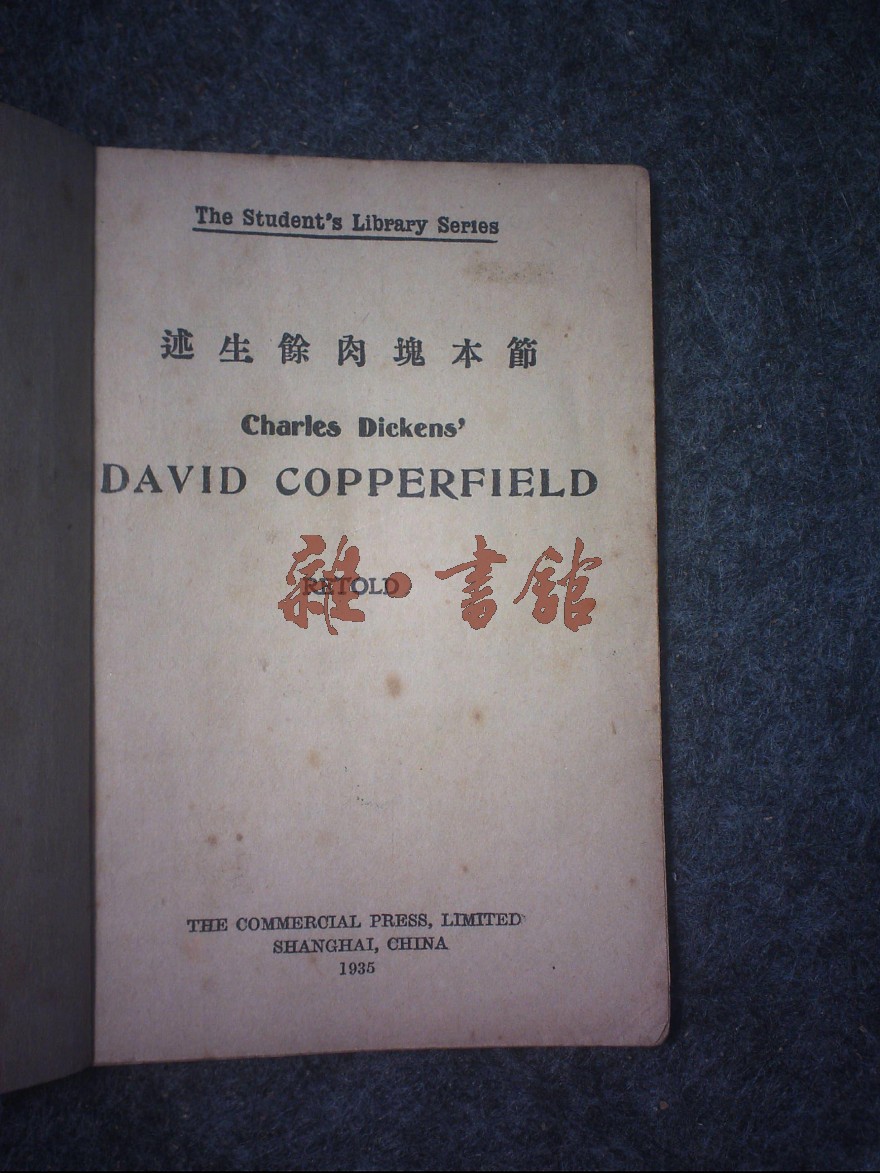 The Student's Library Series
述生餘肉塊本節
Charles Dickens'
DAVID COPPERFIELD
RETOLD
雜·書館
THE COMMERCIAL PRESS, LIMITED
SHANGHAI, CHINA
1935